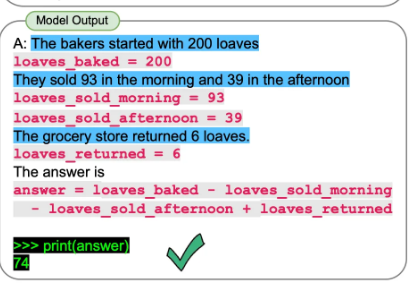 Model Output
A: The bakers started with 200 loaves
loaves_baked = 200
They sold 93 in the morning and 39 in the afternoon
loaves_sold_morning = 93
loaves_sold_afternoon = 39
The grocery store returned 6 loaves.
loaves_returned = 6
The answer is
answer = loaves_baked - loaves_sold_morning
- loaves_sold_afternoon + loaves_returned
>>> print(answer)
74